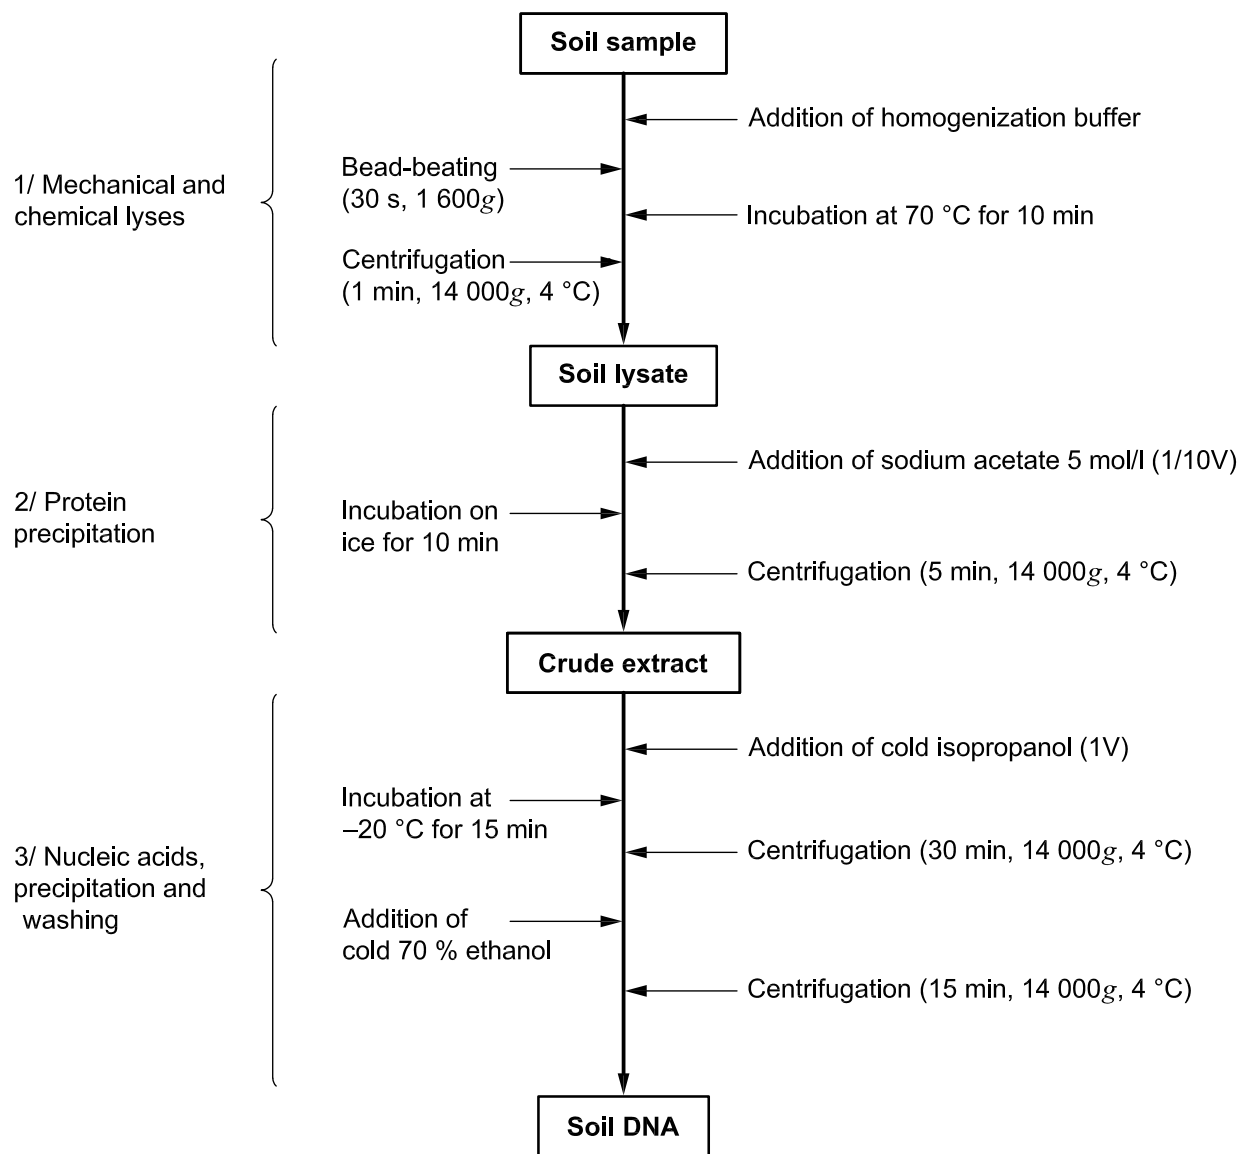 Soil sample
Addition of homogenization buffer
1/ Mechanical and
chemical lyses
Bead-beating
(30 s, 1 600g)
Incubation at 70 °C for 10 min
Centrifugation
(1 min, 14 000g, 4 °C)
Soil lysate
Addition of sodium acetate 5 mol/l (1/10V)
2/ Protein
precipitation
Incubation on
ice for 10 min
Centrifugation (5 min, 14 000g, 4 °C)
Crude extract
Addition of cold isopropanol (1V)
Incubation at
–20 °C for 15 min
Centrifugation (30 min, 14 000g, 4 °C)
3/ Nucleic acids,
precipitation and
washing
Addition of
cold 70 % ethanol
Centrifugation (15 min, 14 000g, 4 °C)
Soil DNA